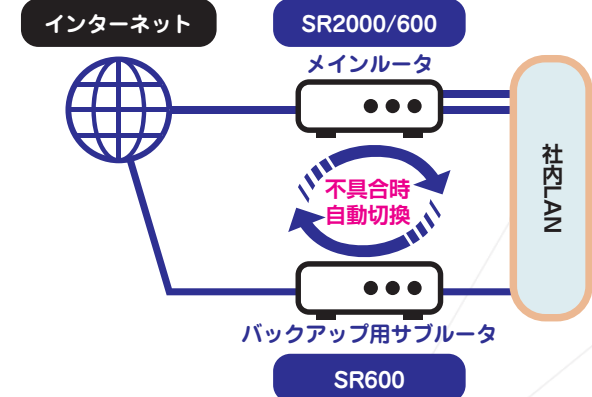 インターネット
SR2000/600
メインルータ
不具合時
自動切換
社内LAN
バックアップ用サブルータ
SR600